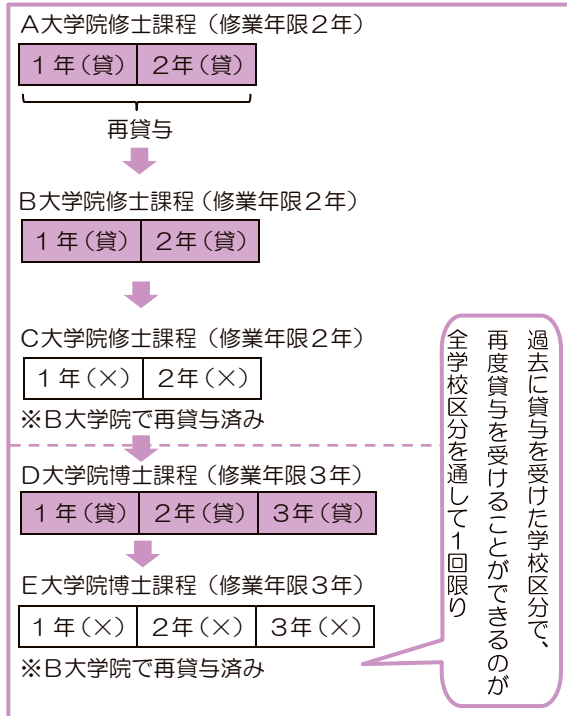 A大学院修士課程（修業年限２年）
１年（貸） ２年（貸）
再貸与
B大学院修士課程（修業年限２年）
１年（貸） ２年（貸）
C大学院修士課程（修業年限２年）
１年（×） ２年（×）
※B大学院で再貸与済み
D大学院博士課程（修業年限３年）
１年（貸） ２年（貸） ３年（貸）
E大学院博士課程（修業年限３年）
１年（×） ２年（×） ３年（×）
※B大学院で再貸与済み
過去に貸与を受けた学校区分で、
再度貸与を受けることができるのが
全学校区分を通して１回限り